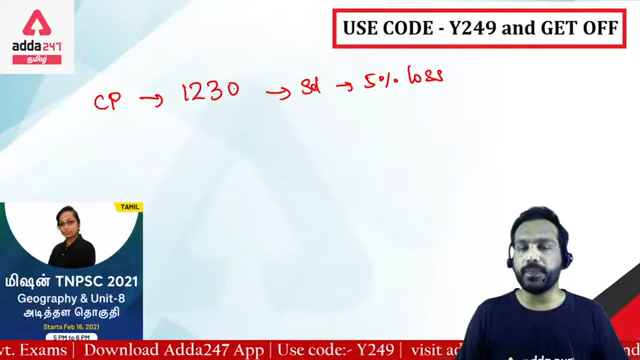 adda247
தமிழ்
USE CODE - Y249 and GET OFF
CP → 1230 → Sd → 5% loss
TAMIL
மிஷன் TNPSC 2021
Geography & Unit-8
அடித்தள தொகுதி
Starts Feb 16, 2021
5 PM to 6 PM
vt. Exams | Download Adda247 App | Use code:- Y249 | visit ad